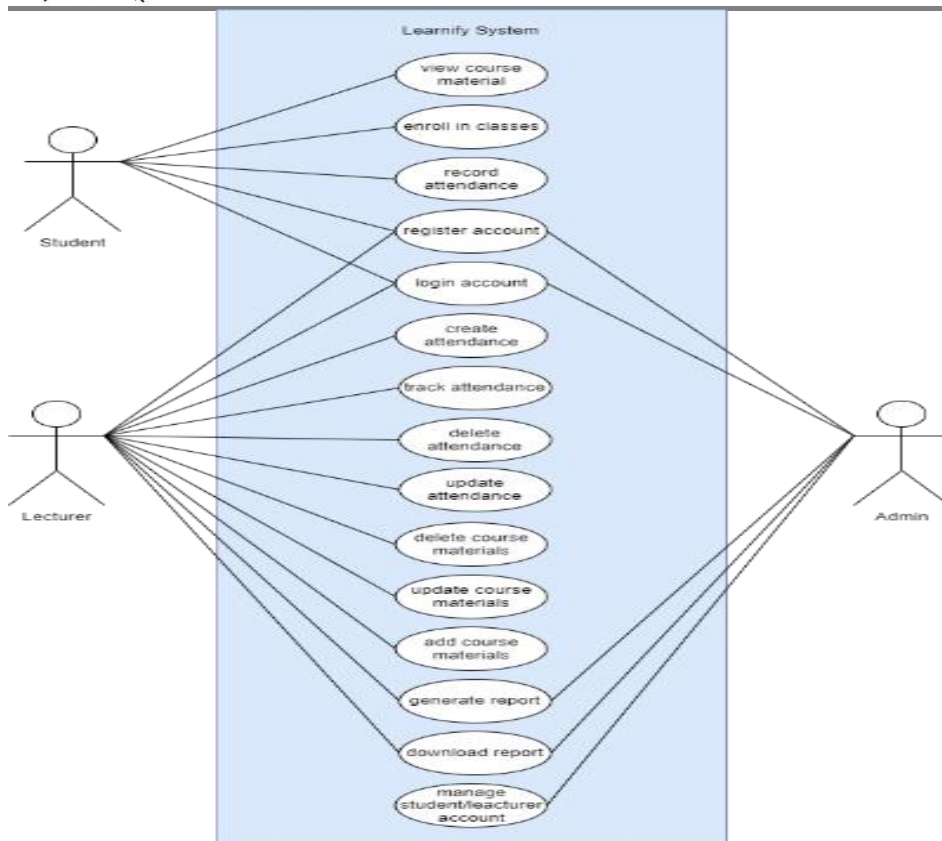 Learnify System
view course
material
enroll in classes
record
attendance
Student
register account
login account
create
attendance
track attendance
delete
attendance
update
attendance
Lecturer
Admin
delete course
materials
update course
materials
add course
materials
generate report
download report
manage
student/leacturer
account